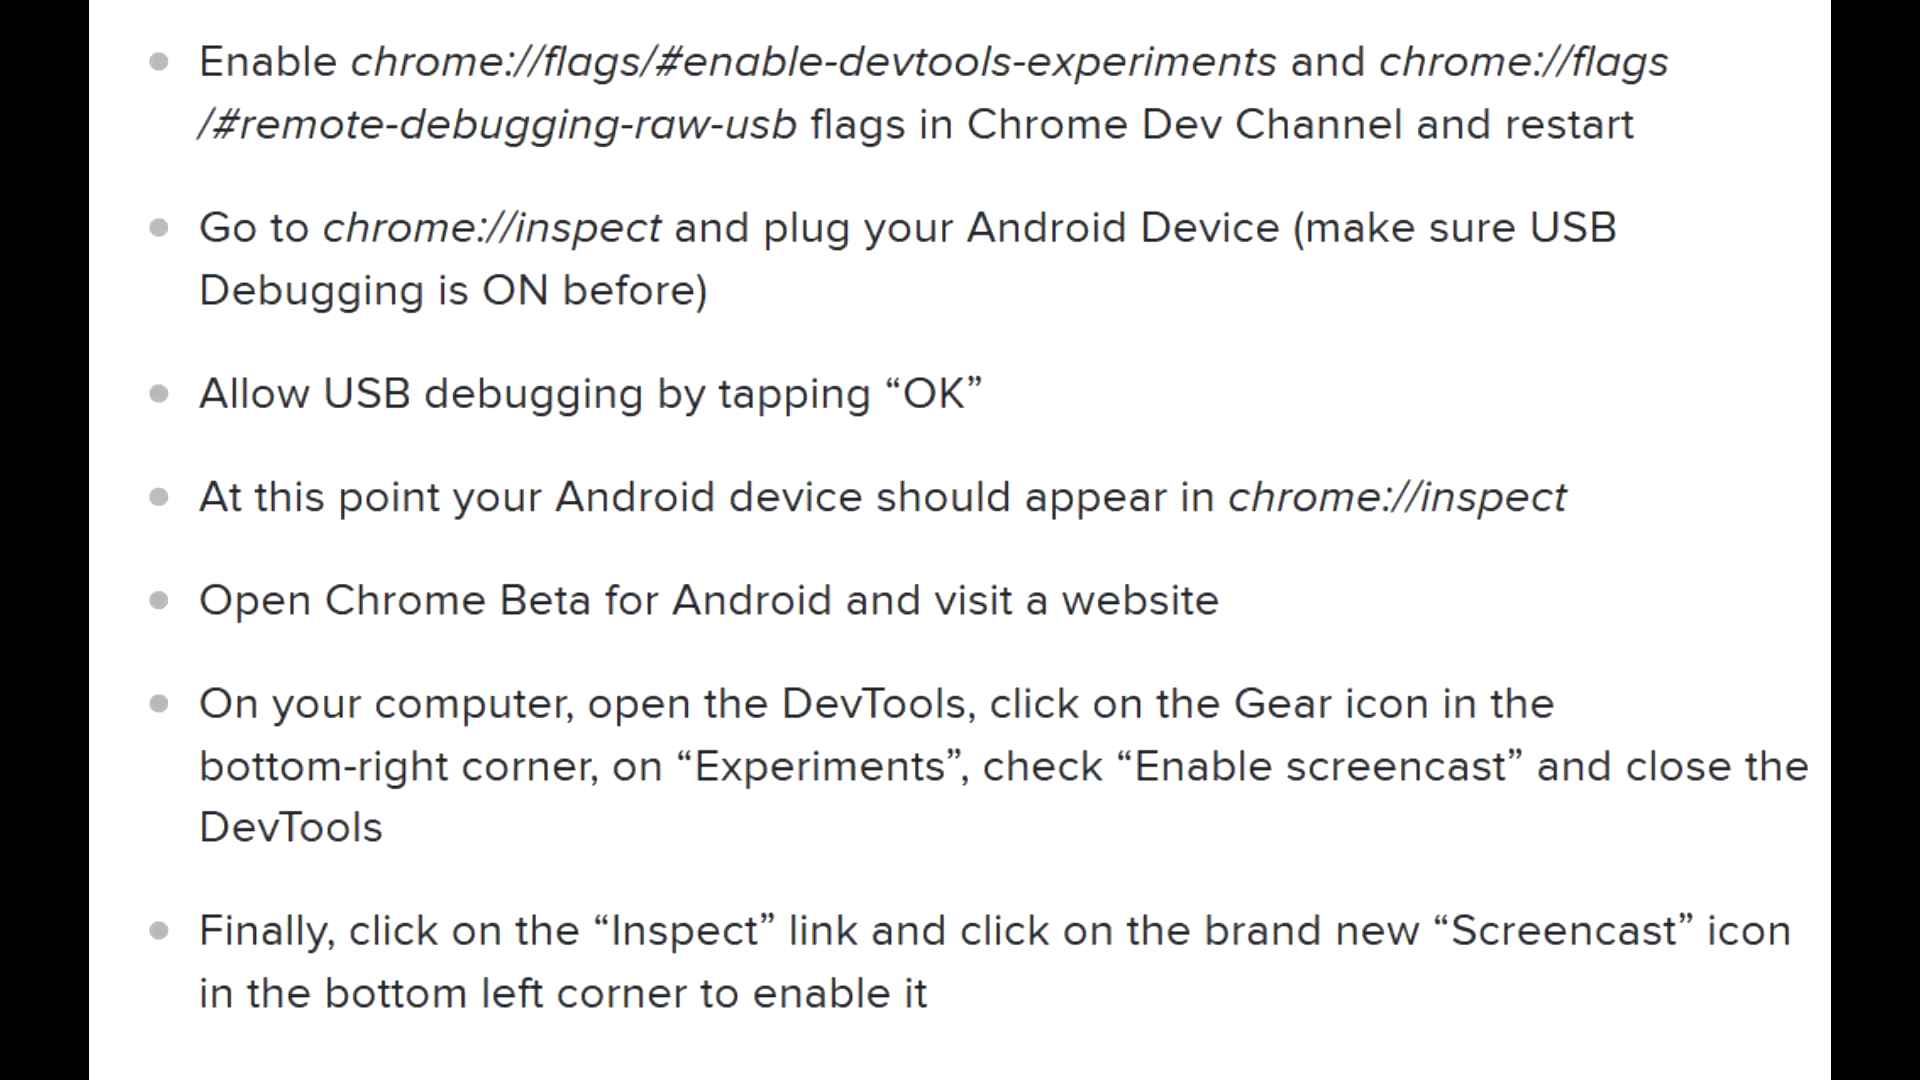 Enable chrome://flags/#enable-devtools-experiments and chrome://flags
/#remote-debugging-raw-usb flags in Chrome Dev Channel and restart
Go to chrome://inspect and plug your Android Device (make sure USB
Debugging is ON before)
Allow USB debugging by tapping “OK”
At this point your Android device should appear in chrome://inspect
Open Chrome Beta for Android and visit a website
On your computer, open the DevTools, click on the Gear icon in the
bottom-right corner, on “Experiments”, check “Enable screencast” and close the
DevTools
Finally, click on the “Inspect” link and click on the brand new “Screencast” icon
in the bottom left corner to enable it